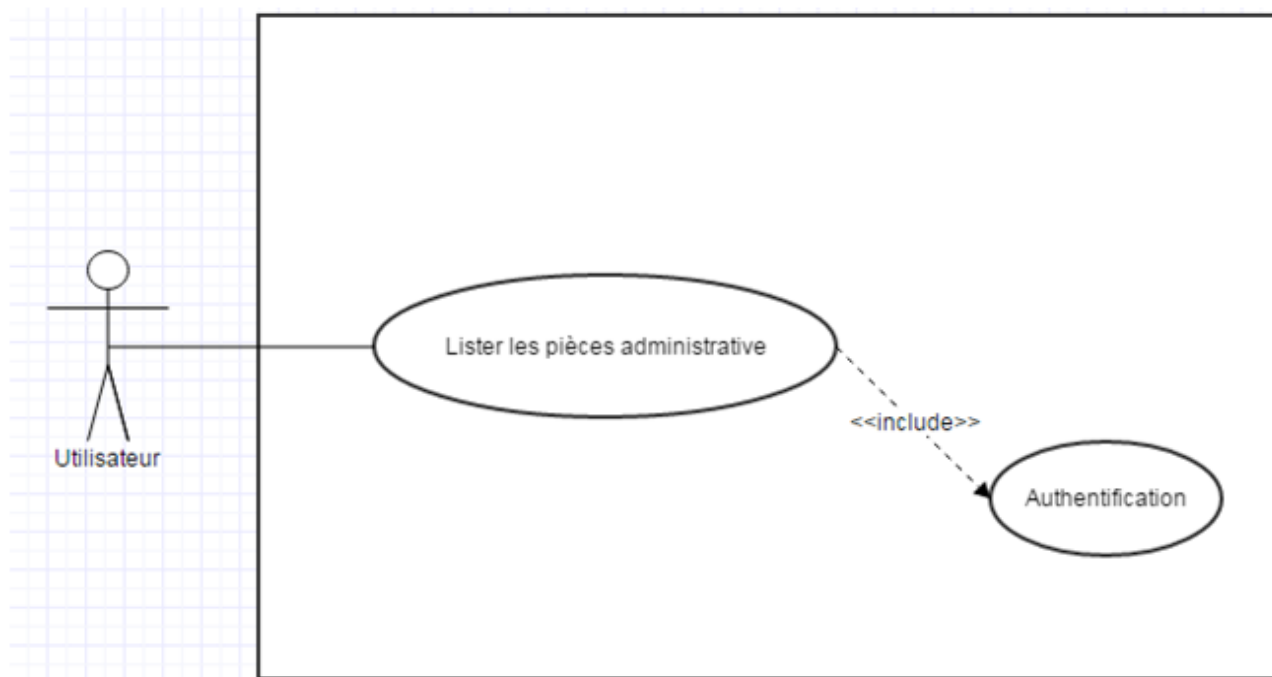 Lister les pièces administrative
<<include>>
Utilisateur
Authentification